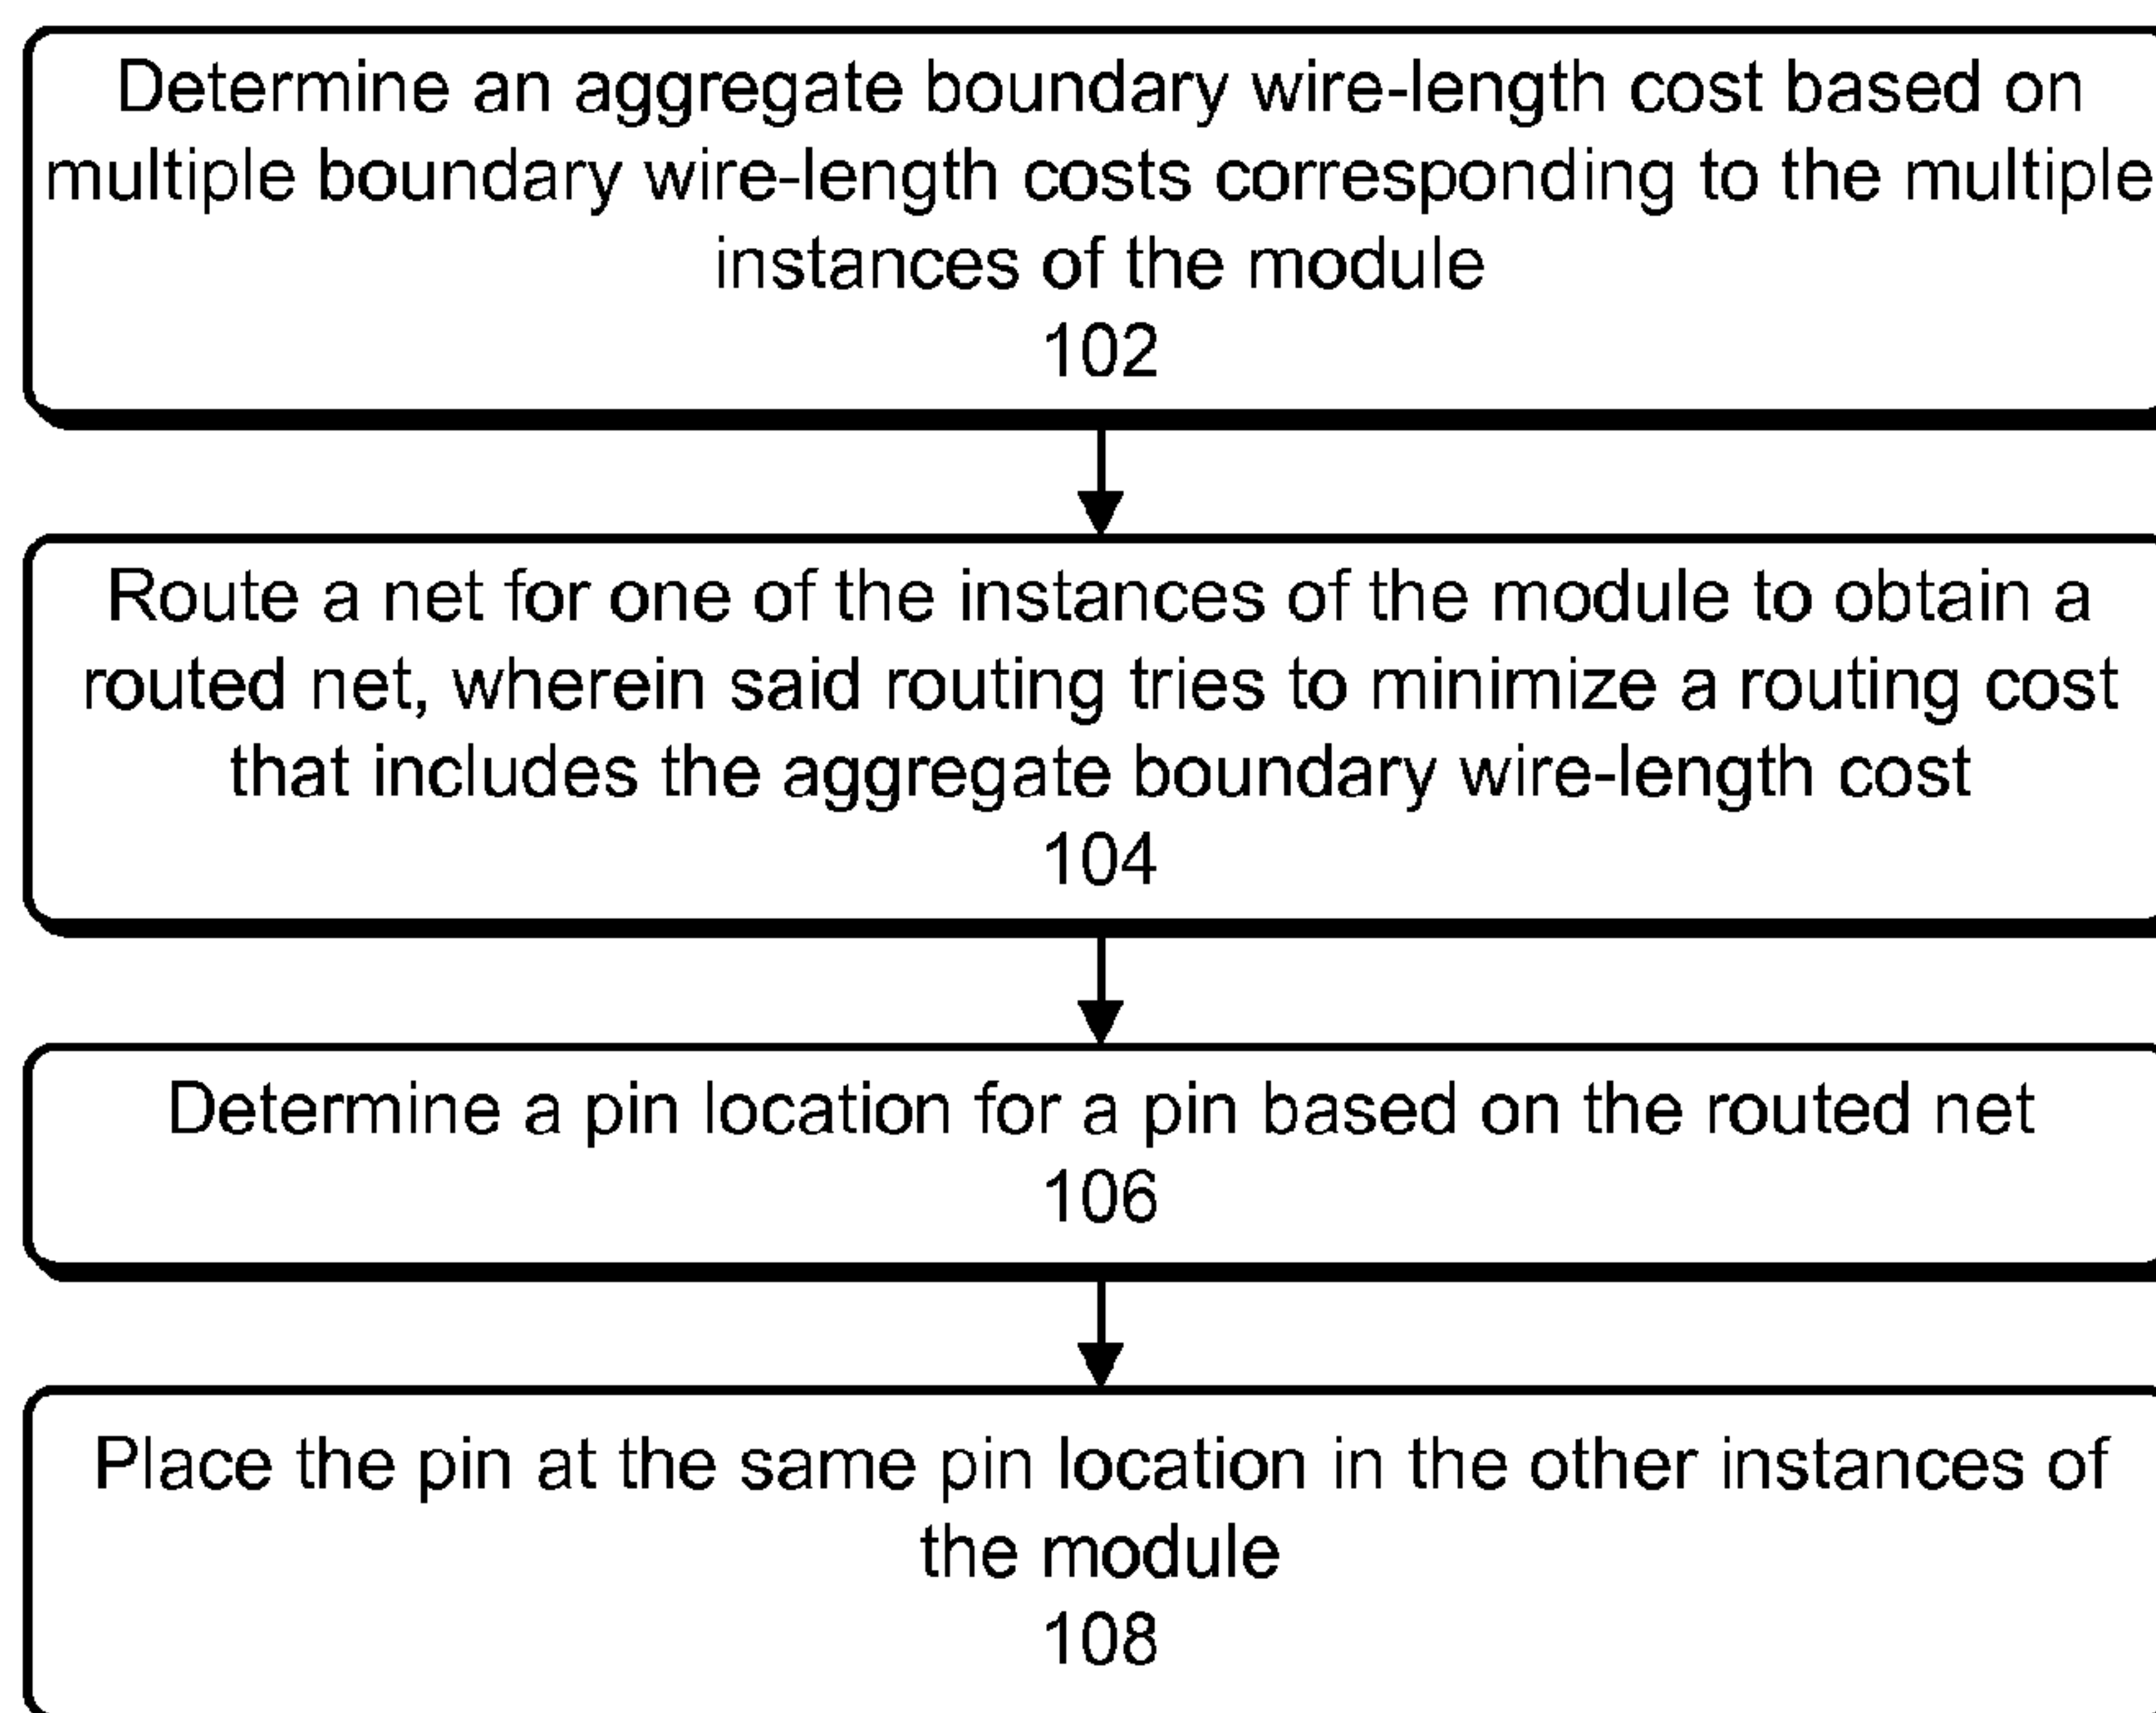 Determine an aggregate boundary wire-length cost based on
multiple boundary wire-length costs corresponding to the multiple
instances of the module
102
Route a net for one of the instances of the module to obtain a
routed net, wherein said routing tries to minimize a routing cost
that includes the aggregate boundary wire-length cost
104
Determine a pin location for a pin based on the routed net
106
Place the pin at the same pin location in the other instances of
the module
108